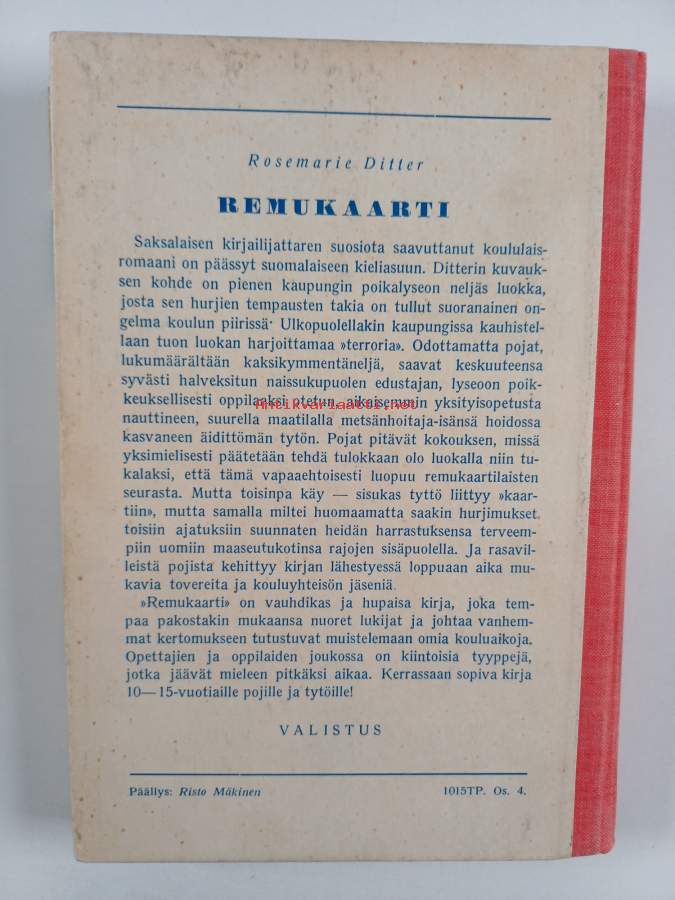 Rosemarie Ditter
REMUKAARTI
Saksalaisen kirjailijattaren suosiota saavuttanut koululais-
romaani on päässyt suomalaiseen kieliasuun. Ditterin kuvauk-
sen kohde on pienen kaupungin poikalyseon neljäs luokka,
josta sen hurjien tempausten takia on tullut suoranainen on-
gelma koulun piirissä· Ulkopuolellakin kaupungissa kauhistel-
laan tuon luokan harjoittamaa »terroria». Odottamatta pojat,
lukumäärältään kaksikymmentäneljä, saavat keskuuteensa
syvästi halveksitun naissukupuolen edustajan, lyseoon poik-
keuksellisesti oppilaaksi otetun, aikaisemmin yksityisopetusta
Antikvariaatti.net
nauttineen, suurella maatilalla metsänhoitaja-isänsä hoidossa
kasvaneen äidittömän tytön. Pojat pitävät kokouksen, missä
yksimielisesti päätetään tehdä tulokkaan olo luokalla niin tu-
kalaksi, että tämä vapaaehtoisesti luopuu remukaartilaisten
seurasta. Mutta toisinpa käy — sisukas tyttö liittyy »kaar-
tiin», mutta samalla miltei huomaamatta saakin hurjimukset
toisiin ajatuksiin suunnaten heidän harrastuksensa terveem-
piin uomiin maaseutukotinsa rajojen sisäpuolella. Ja rasavil-
leistä pojista kehittyy kirjan lähestyessä loppuaan aika mu-
kavia tovereita ja kouluyhteisön jäseniä.
»Remukaarti» on vauhdikas ja hupaisa kirja, joka tem-
paa pakostakin mukaansa nuoret lukijat ja johtaa vanhem-
mat kertomukseen tutustuvat muistelemaan omia kouluaikoja.
Opettajien ja oppilaiden joukossa on kiintoisia tyyppejä,
jotka jäävät mieleen pitkäksi aikaa. Kerrassaan sopiva kirja
10—15-vuotiaille pojille ja tytöille!
VALISTUS
Päällys: Risto Mäkinen
1015TP. Os. 4.